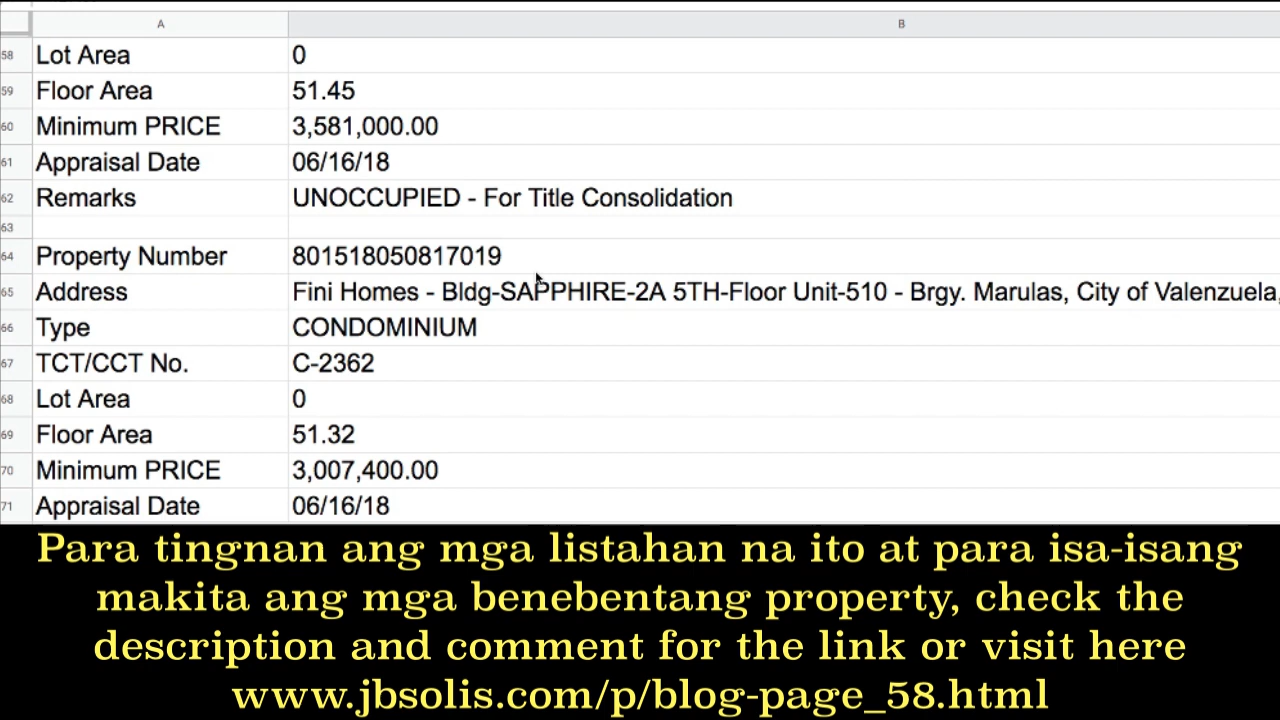 A B
58 Lot Area 0
59 Floor Area 51.45
60 Minimum PRICE 3,581,000.00
61 Appraisal Date 06/16/18
62 Remarks UNOCCUPIED - For Title Consolidation
63
64 Property Number 801518050817019
65 Address Fini Homes - Bldg-SAPPHIRE-2A 5TH-Floor Unit-510 - Brgy. Marulas, City of Valenzuela,
66 Type CONDOMINIUM
67 TCT/CCT No. C-2362
68 Lot Area 0
69 Floor Area 51.32
70 Minimum PRICE 3,007,400.00
71 Appraisal Date 06/16/18
Para tingnan ang mga listahan na ito at para isa-isang
makita ang mga benebentang property, check the
description and comment for the link or visit here
www.jbsolis.com/p/blog-page_58.html